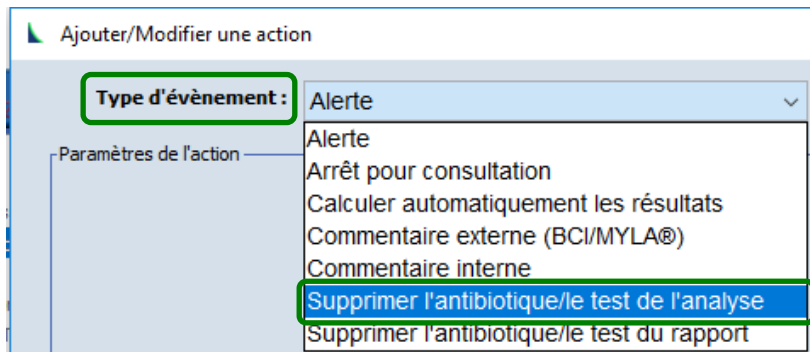 Ajouter/Modifier une action
Type d'évènement : Alerte
Alerte
Paramètres de l'action
Arrêt pour consultation
Calculer automatiquement les résultats
Commentaire externe (BCI/MYLA®)
Commentaire interne
Supprimer l'antibiotique/le test de l'analyse
Supprimer l'antibiotique/le test du rapport